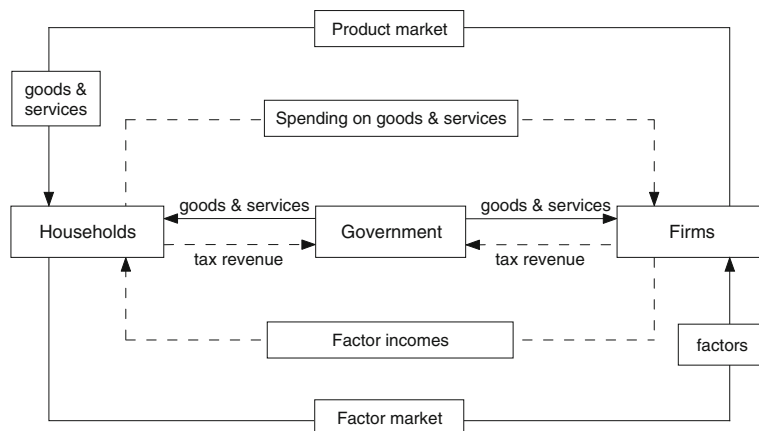 Product market
goods &
services
Spending on goods & services
goods & services
goods & services
Households
Government
Firms
tax revenue
tax revenue
Factor incomes
factors
Factor market